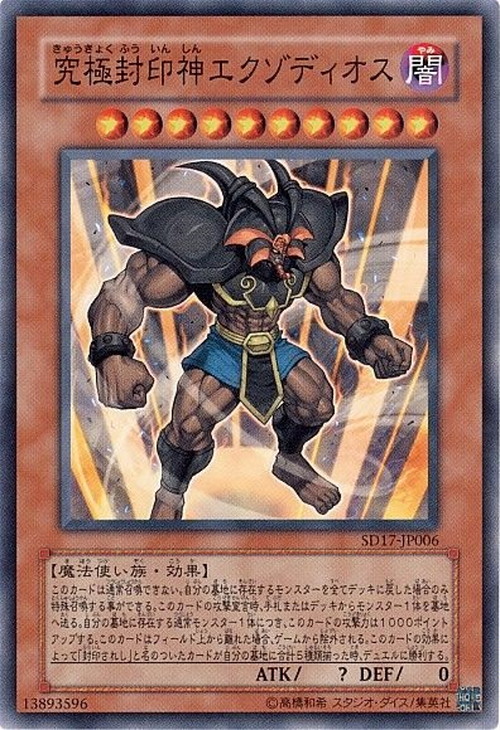 きゅうきょくふういんしん
究極封印神エクゾディオス
やみ
闇
SD17-JP006
【魔法使い族・効果】
このカードは通常召喚できない。自分の墓地に存在するモンスターを全てデッキに戻した場合のみ
特殊召喚する事ができる。このカードの攻撃宣言時、手札またはデッキからモンスター1体を墓地
へ送る。自分の墓地に存在する通常モンスター1体につき、このカードの攻撃力は1000ポイント
アップする。このカードはフィールド上から離れた場合、ゲームから除外される。このカードの効果に
よって「封印されし」と名のついたカードが自分の墓地に合計5種類揃った時、デュエルに勝利する。
ATK/ ? DEF/ 0
13893596
©高橋和希 スタジオ・ダイス/集英社